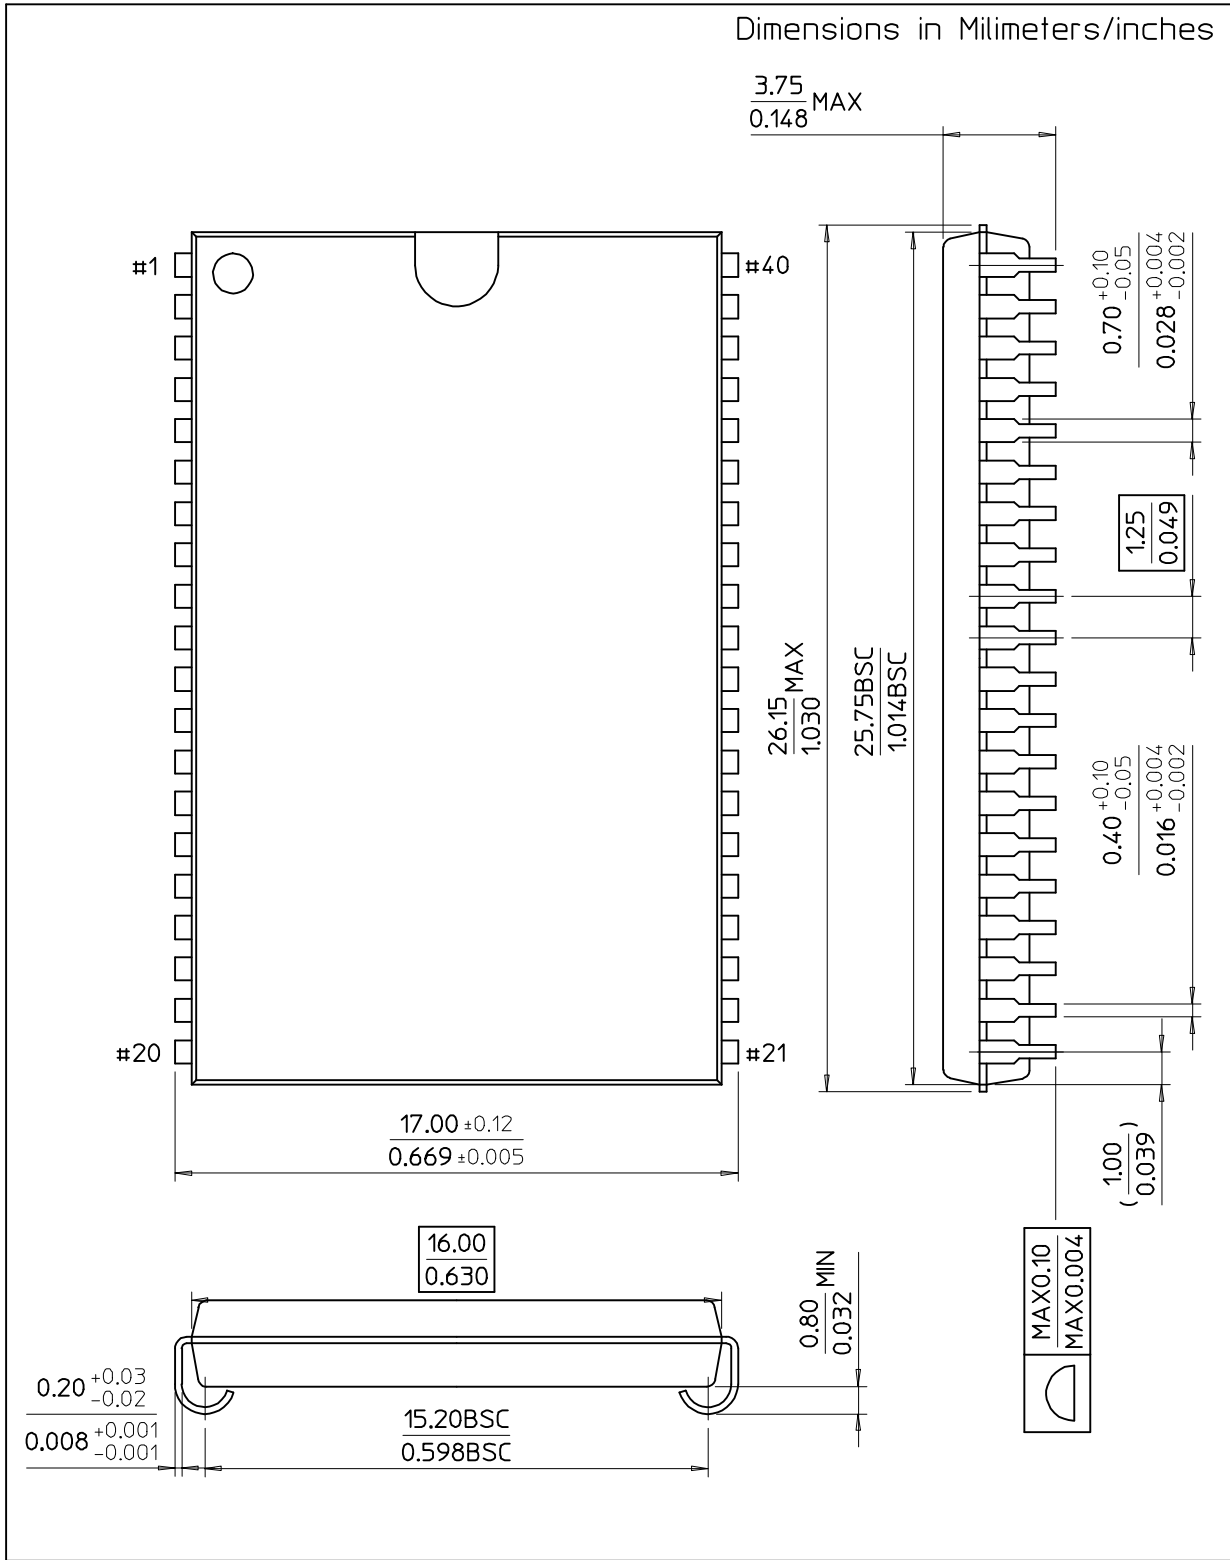 Dimensions in Milimeters/inches
3.75
0.148
MAX
#1
#40
0.70 +0.10 -0.05
0.028 +0.004 -0.002
1.25
0.049
26.15
1.030
MAX
25.75BSC
1.014BSC
0.40 +0.10 -0.05
0.016 +0.004 -0.002
#20
#21
17.00 ±0.12
0.669 ±0.005
( 1.00 )
0.039
16.00
0.630
0.80
0.032
MIN
MAX0.10
MAX0.004
0.20 +0.03 -0.02
0.008 +0.001 -0.001
15.20BSC
0.598BSC